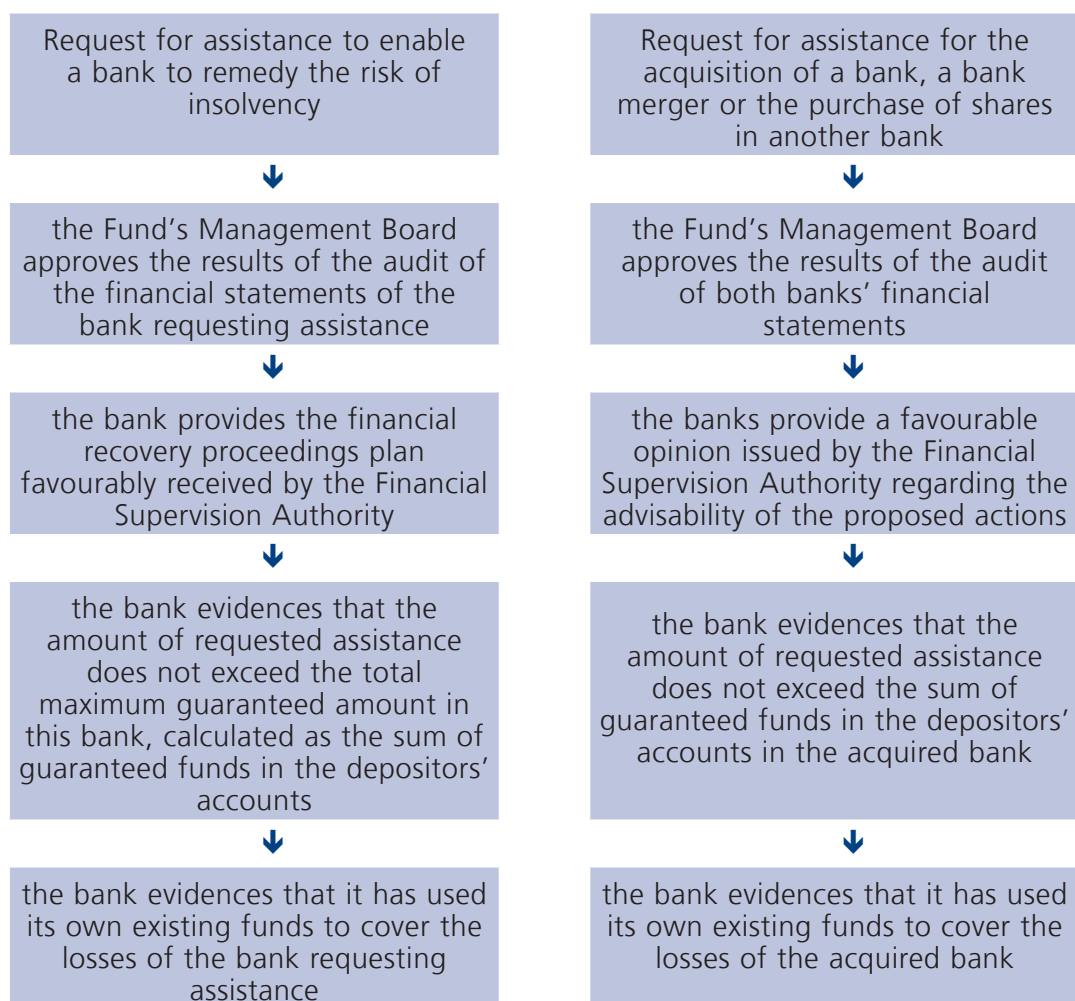 Request for assistance to enable
a bank to remedy the risk of
insolvency
the Fund's Management Board
approves the results of the audit of
the financial statements of the
bank requesting assistance
the bank provides the financial
recovery proceedings plan
favourably received by the Financial
Supervision Authority
the bank evidences that the
amount of requested assistance
does not exceed the total
maximum guaranteed amount in
this bank, calculated as the sum of
guaranteed funds in the depositors’
accounts
the bank evidences that it has used
its own existing funds to cover the
losses of the bank requesting
assistance
Request for assistance for the
acquisition of a bank, a bank
merger or the purchase of shares
in another bank
the Fund's Management Board
approves the results of the audit
of both banks’ financial
statements
the banks provide a favourable
opinion issued by the Financial
Supervision Authority regarding the
advisability of the proposed actions
the bank evidences that the
amount of requested assistance
does not exceed the sum of
guaranteed funds in the depositors’
accounts in the acquired bank
the bank evidences that it has used
its own existing funds to cover the
losses of the acquired bank